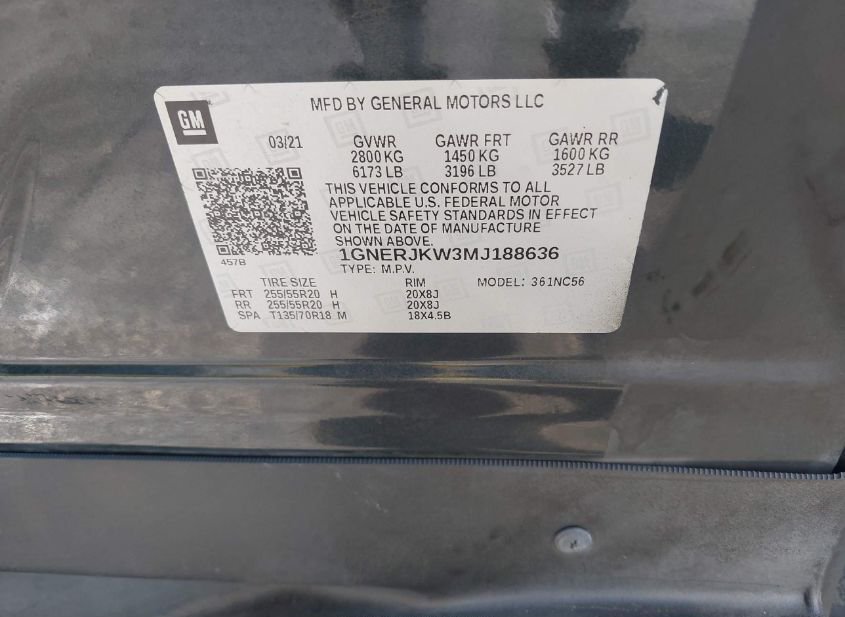 MFD BY GENERAL MOTORS LLC
GM
03/21 GVWR GAWR FRT GAWR RR
2800 KG 1450 KG 1600 KG
6173 LB 3196 LB 3527 LB
THIS VEHICLE CONFORMS TO ALL
APPLICABLE U.S. FEDERAL MOTOR
VEHICLE SAFETY STANDARDS IN EFFECT
ON THE DATE OF MANUFACTURE
SHOWN ABOVE.
457B
1GNERJKW3MJ188636
TYPE: M.P.V.
TIRE SIZE RIM MODEL: 361NC56
FRT 255/55R20 H 20X8J
RR 255/55R20 H 20X8J
SPA T135/70R18 M 18X4.5B